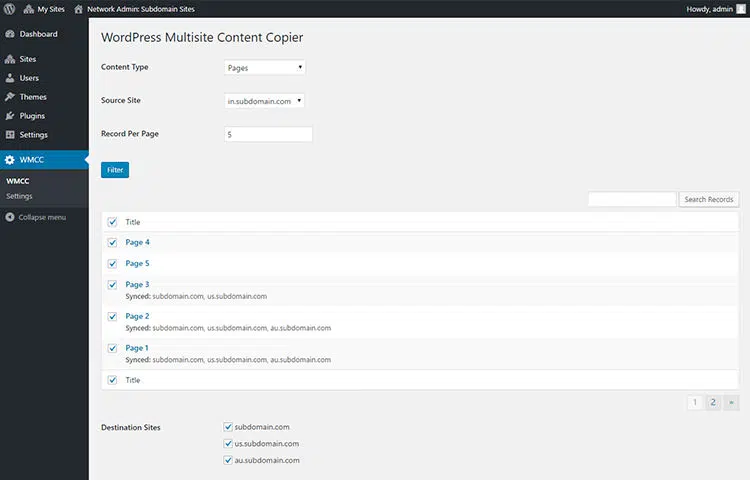 My Sites Network Admin: Subdomain Sites Howdy, admin
Dashboard
Sites
Users
Themes
Plugins
Settings
WMCC
WMCC
Settings
Collapse menu
WordPress Multisite Content Copier
Content Type Pages
Source Site in.subdomain.com
Record Per Page 5
Filter
Search Records
Title
Page 4
Page 5
Page 3
Synced: subdomain.com, us.subdomain.com
Page 2
Synced: subdomain.com, us.subdomain.com, au.subdomain.com
Page 1
Synced: subdomain.com, us.subdomain.com, au.subdomain.com
Title
1 2 »
Destination Sites subdomain.com
us.subdomain.com
au.subdomain.com